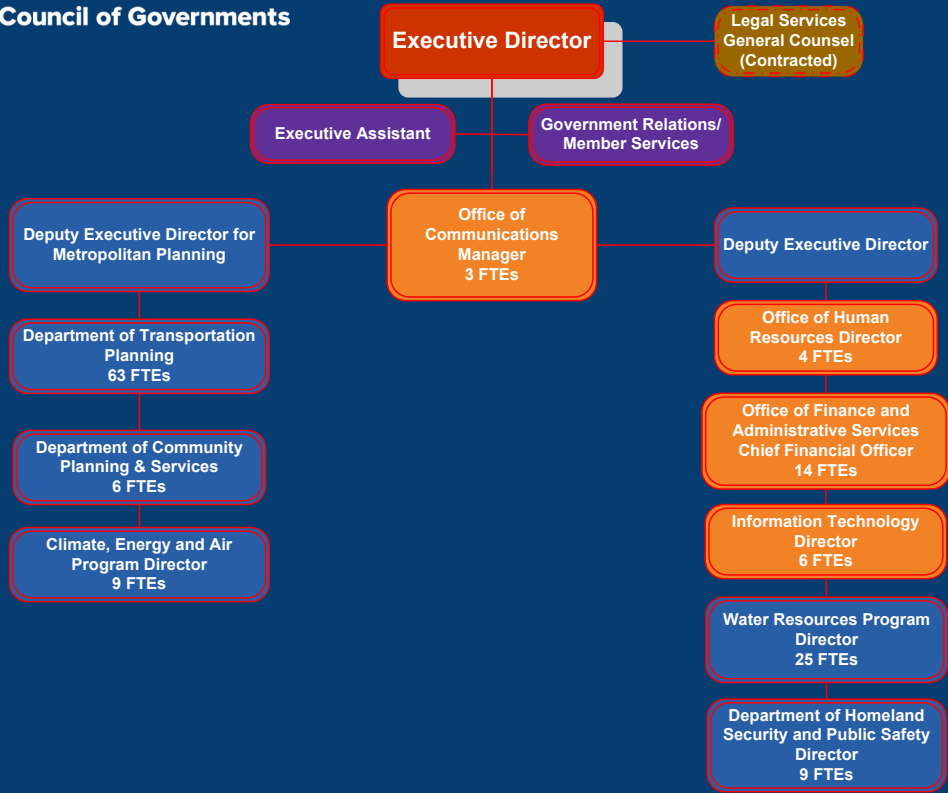 Council of Governments
Executive Director
Legal Services
General Counsel
(Contracted)
Executive Assistant
Government Relations/
Member Services
Office of
Communications
Manager
3 FTEs
Deputy Executive Director for
Metropolitan Planning
Department of Transportation
Planning
63 FTEs
Department of Community
Planning & Services
6 FTEs
Climate, Energy and Air
Program Director
9 FTEs
Deputy Executive Director
Office of Human
Resources Director
4 FTEs
Office of Finance and
Administrative Services
Chief Financial Officer
14 FTEs
Information Technology
Director
6 FTEs
Water Resources Program
Director
25 FTEs
Department of Homeland
Security and Public Safety
Director
9 FTEs